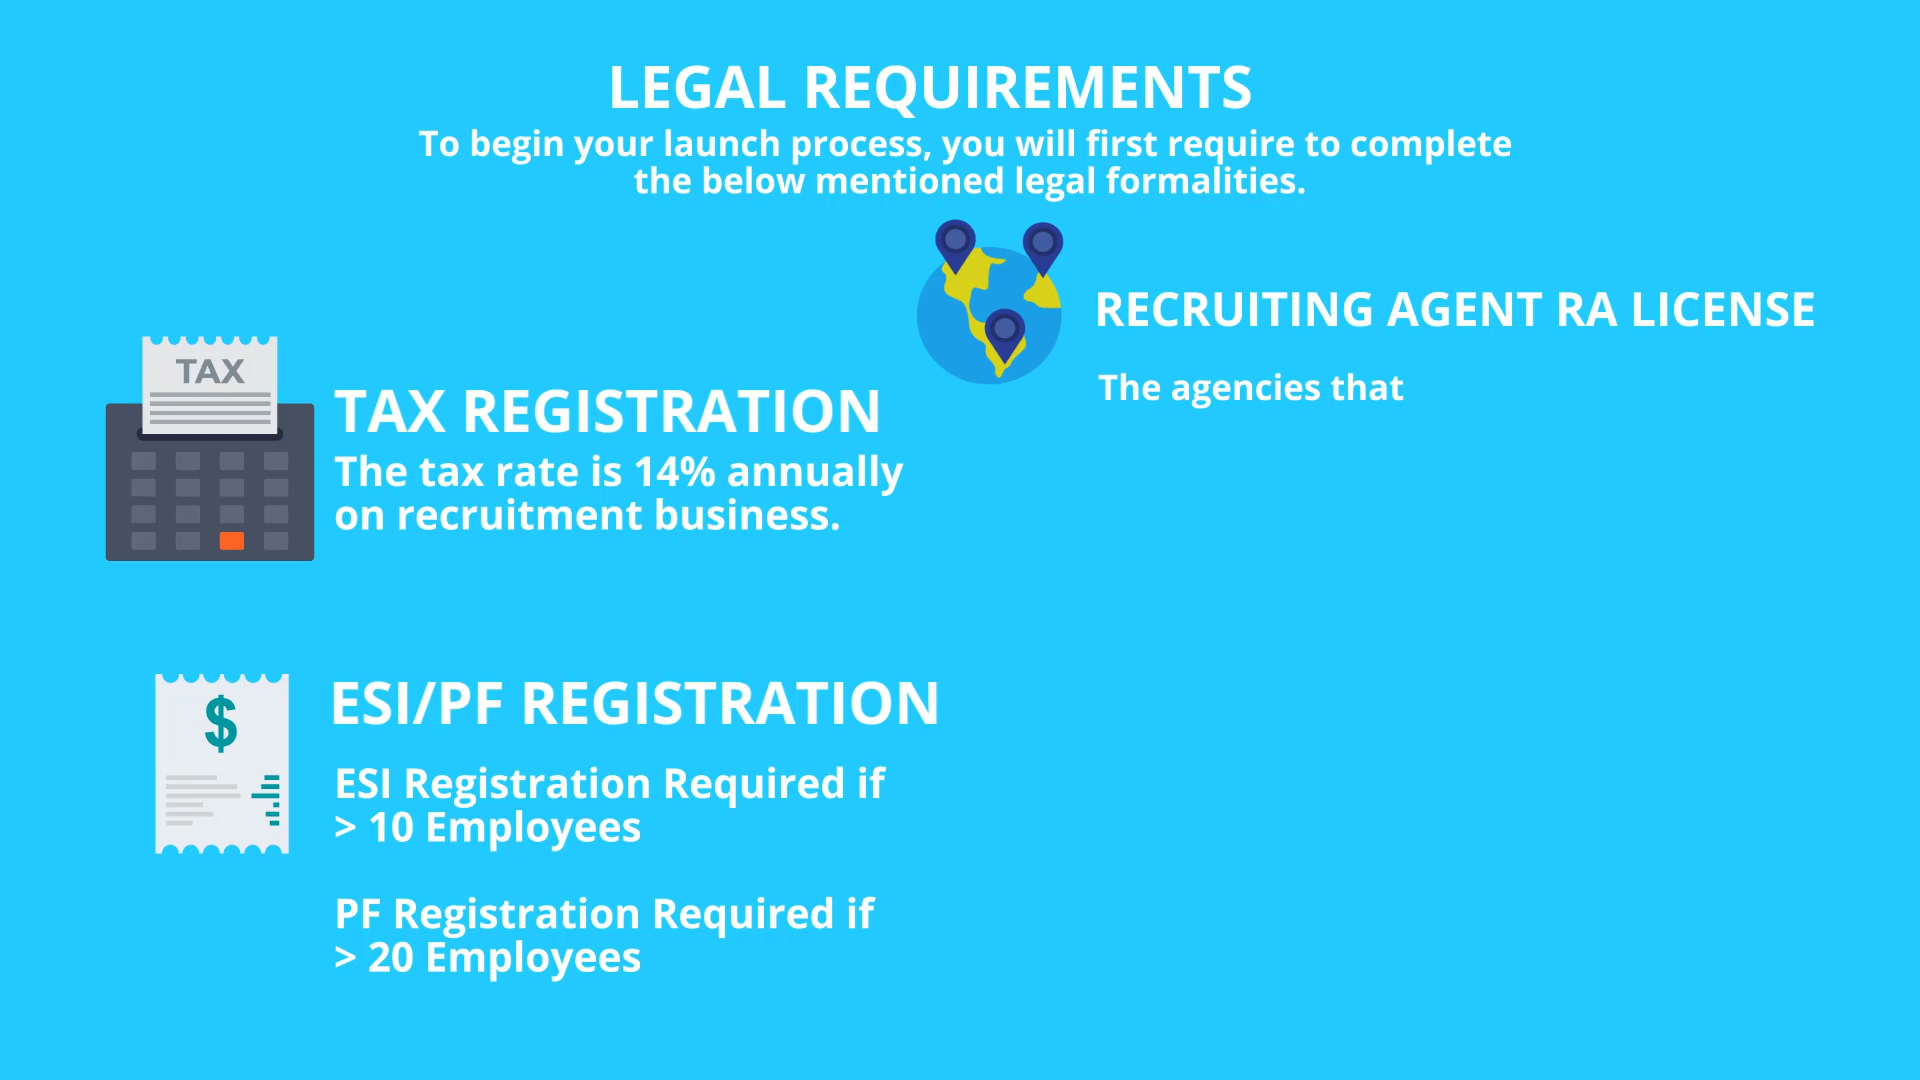 LEGAL REQUIREMENTS
To begin your launch process, you will first require to complete
the below mentioned legal formalities.
TAX
TAX REGISTRATION
The tax rate is 14% annually
on recruitment business.
$
ESI/PF REGISTRATION
ESI Registration Required if
> 10 Employees
PF Registration Required if
> 20 Employees
RECRUITING AGENT RA LICENSE
The agencies that